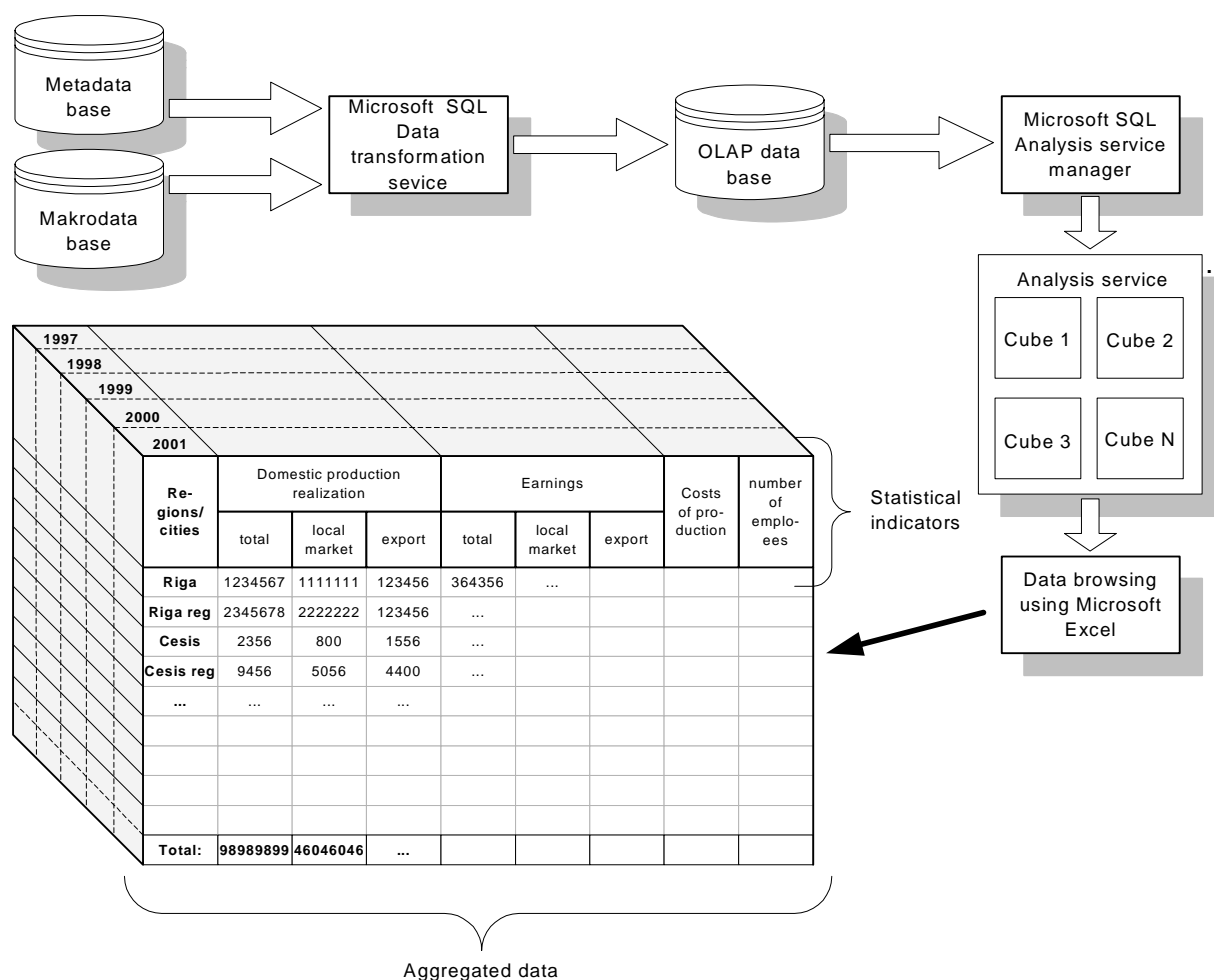 Metadata
base
Microsoft SQL
Data
transformation
sevice
OLAP data
base
Microsoft SQL
Analysis service
manager
Makrodata
base
Analysis service
.
Cube 1 Cube 2
Cube 3 Cube N
1997
1998
1999
2000
2001
Re-
gions/
cities
Domestic production
realization
Earnings
Costs
of pro-
duction
number
of
emplo-
ees
total local
market export total local
market export
Statistical
indicators
Riga 1234567 1111111 123456 364356 ...
Riga reg 2345678 2222222 123456 ...
Cesis 2356 800 1556 ...
Cesis reg 9456 5056 4400 ...
... ... ... ...
Total: 98989899 46046046 ...
Data browsing
using Microsoft
Excel
Aggregated data